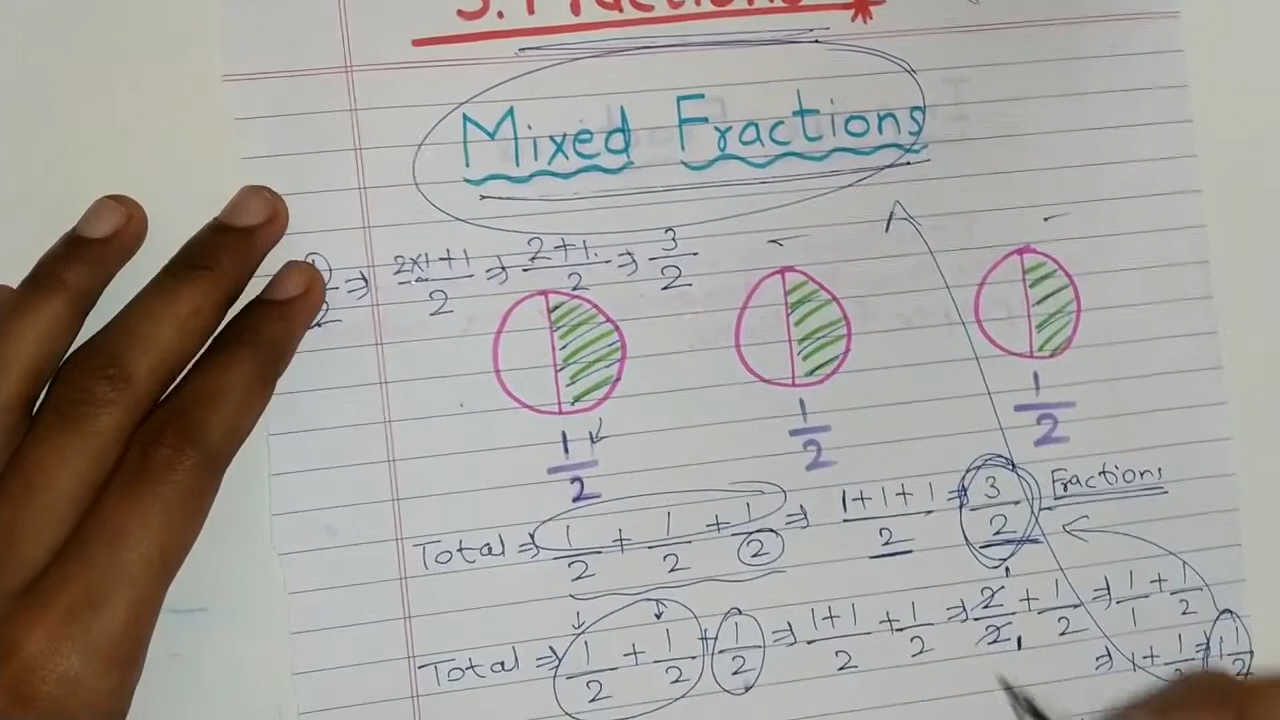 3. Fractions
Mixed Fractions
⇒ 2×1+1/2 ⇒ 2+1/2 ⇒ 3/2
1/2 1/2 1/2
Total ⇒ 1/2 + 1/2 + 1/2 ⇒ 1+1+1/2 ⇒ 3/2 Fractions
Total ⇒ 1/2 + 1/2 + 1/2 ⇒ 1+1/2 + 1/2 ⇒ 2/2 + 1/2 ⇒ 1/1 + 1/2
⇒ 1 + 1/2 ⇒ 1 1/2